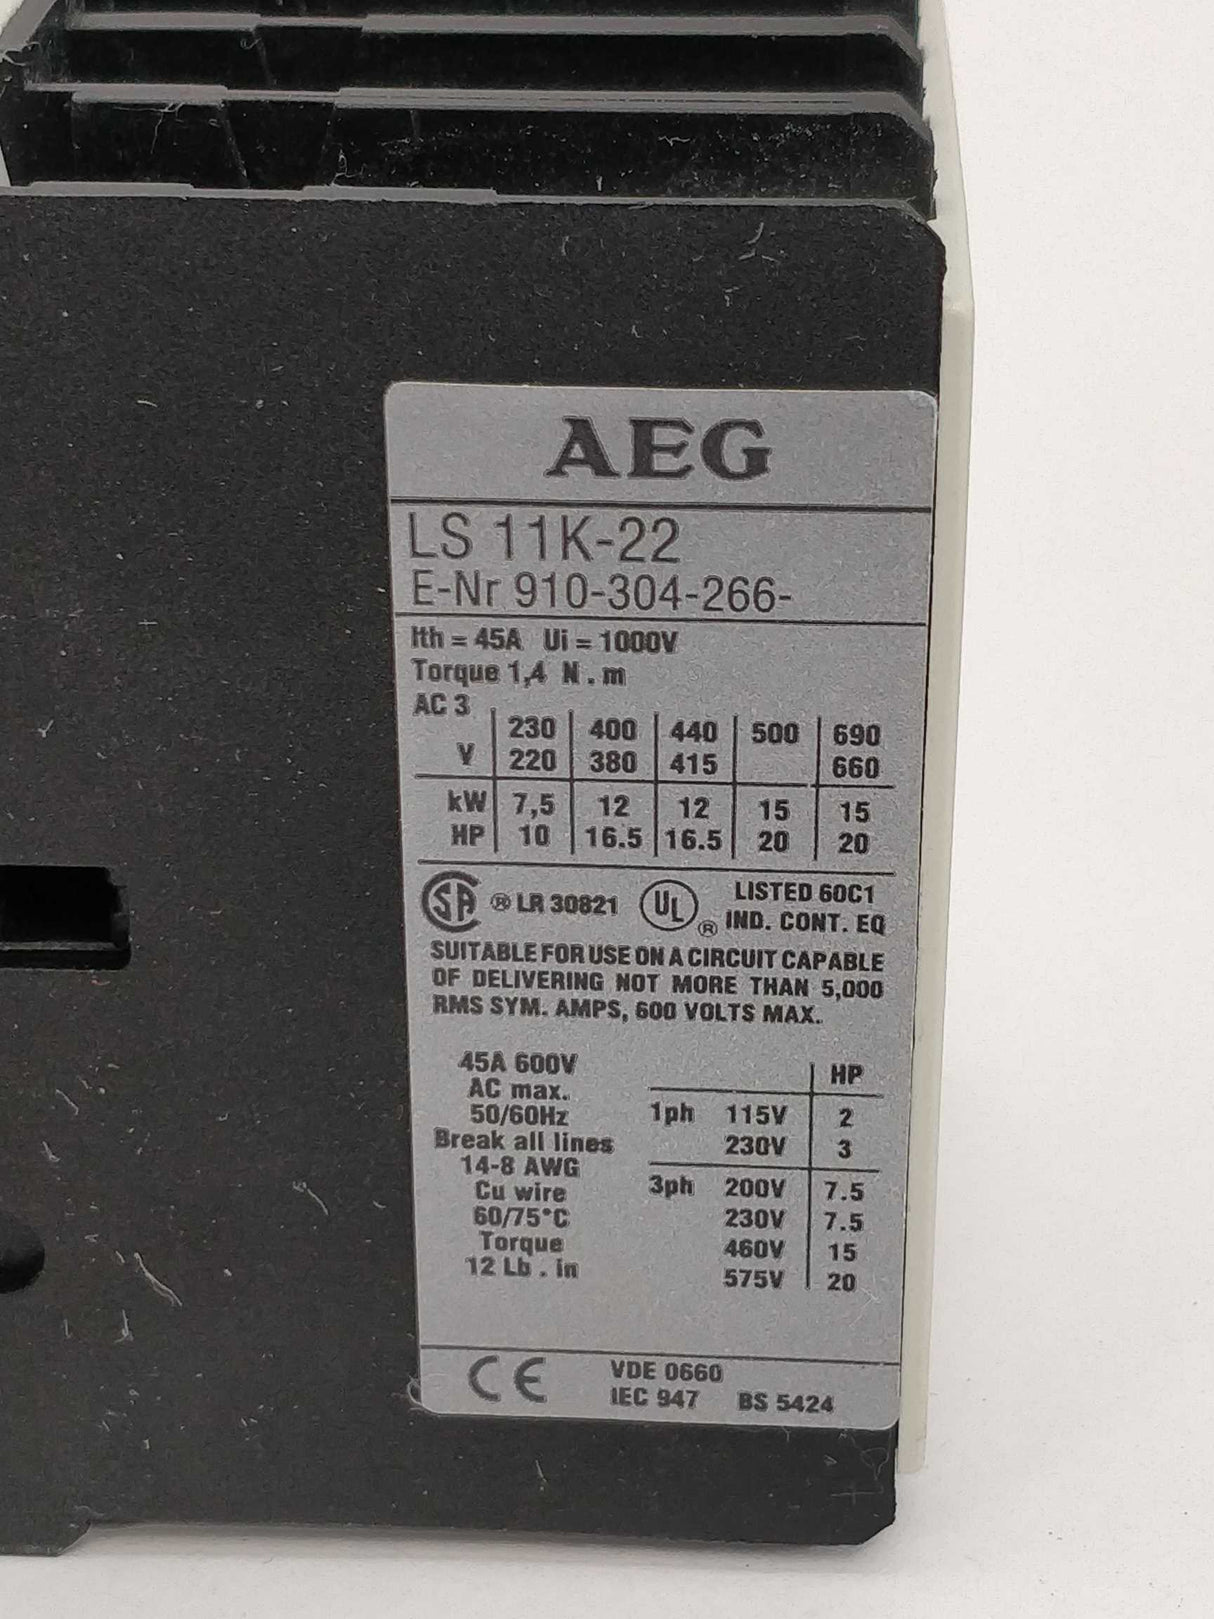 AEG
LS 11K-22
E-Nr 910-304-266-
Ith = 45A Ui = 1000V
Torque 1,4 N . m
AC 3
230 400 440 500 690
V 220 380 415 660
kW 7,5 12 12 15 15
HP 10 16.5 16.5 20 20
SA ® LR 30821 UL ® LISTED 60C1
IND. CONT. EQ
SUITABLE FOR USE ON A CIRCUIT CAPABLE
OF DELIVERING NOT MORE THAN 5,000
RMS SYM. AMPS, 600 VOLTS MAX.
45A 600V
AC max.
50/60Hz
Break all lines
14-8 AWG
Cu wire
60/75°C
Torque
12 Lb . in
HP
1ph 115V 2
230V 3
3ph 200V 7.5
230V 7.5
460V 15
575V 20
CE
VDE 0660
IEC 947 BS 5424